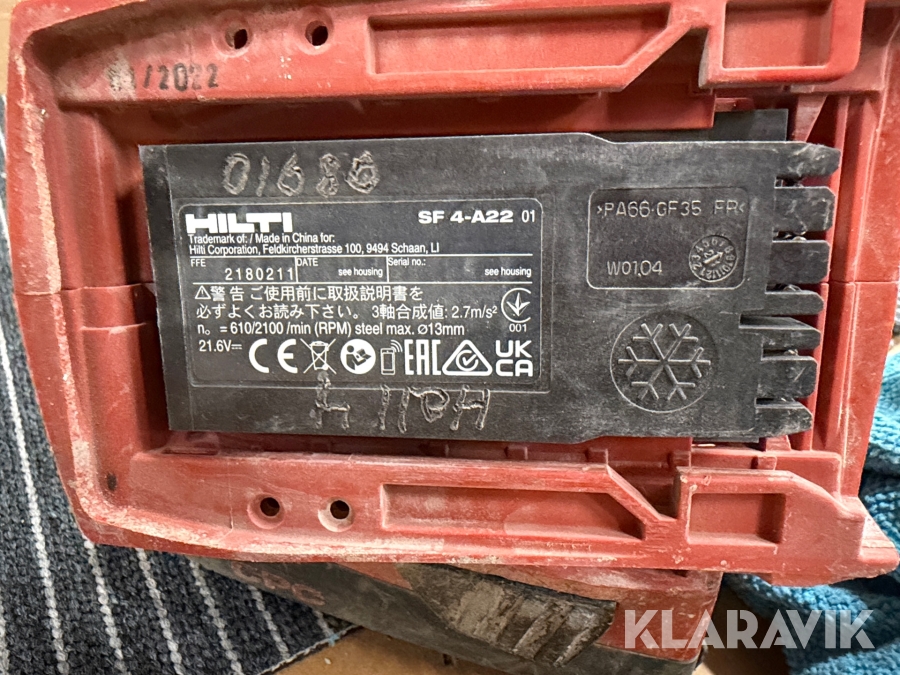 /2022
01686
HILTI SF 4-A22 01
Trademark of: / Made in China for:
Hilti Corporation, Feldkircherstrasse 100, 9494 Schaan, LI
FFE DATE Serial no.:
2180211 see housing see housing
⚠警告 ご使用前に取扱説明書を
必ずよくお読み下さい。 3軸合成値: 2.7m/s²
n₀ = 610/2100 /min (RPM) steel max. ⌀13mm
001
21.6V⎓ CE EAC UK CA
>PA66-GF35 FR<
W01.04
KLARAVIK